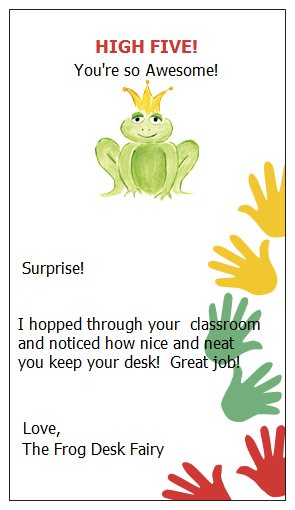 HIGH FIVE!
You're so Awesome!
Surprise!
I hopped through your  classroom
and noticed how nice and neat
you keep your desk!  Great job!
Love,
The Frog Desk Fairy